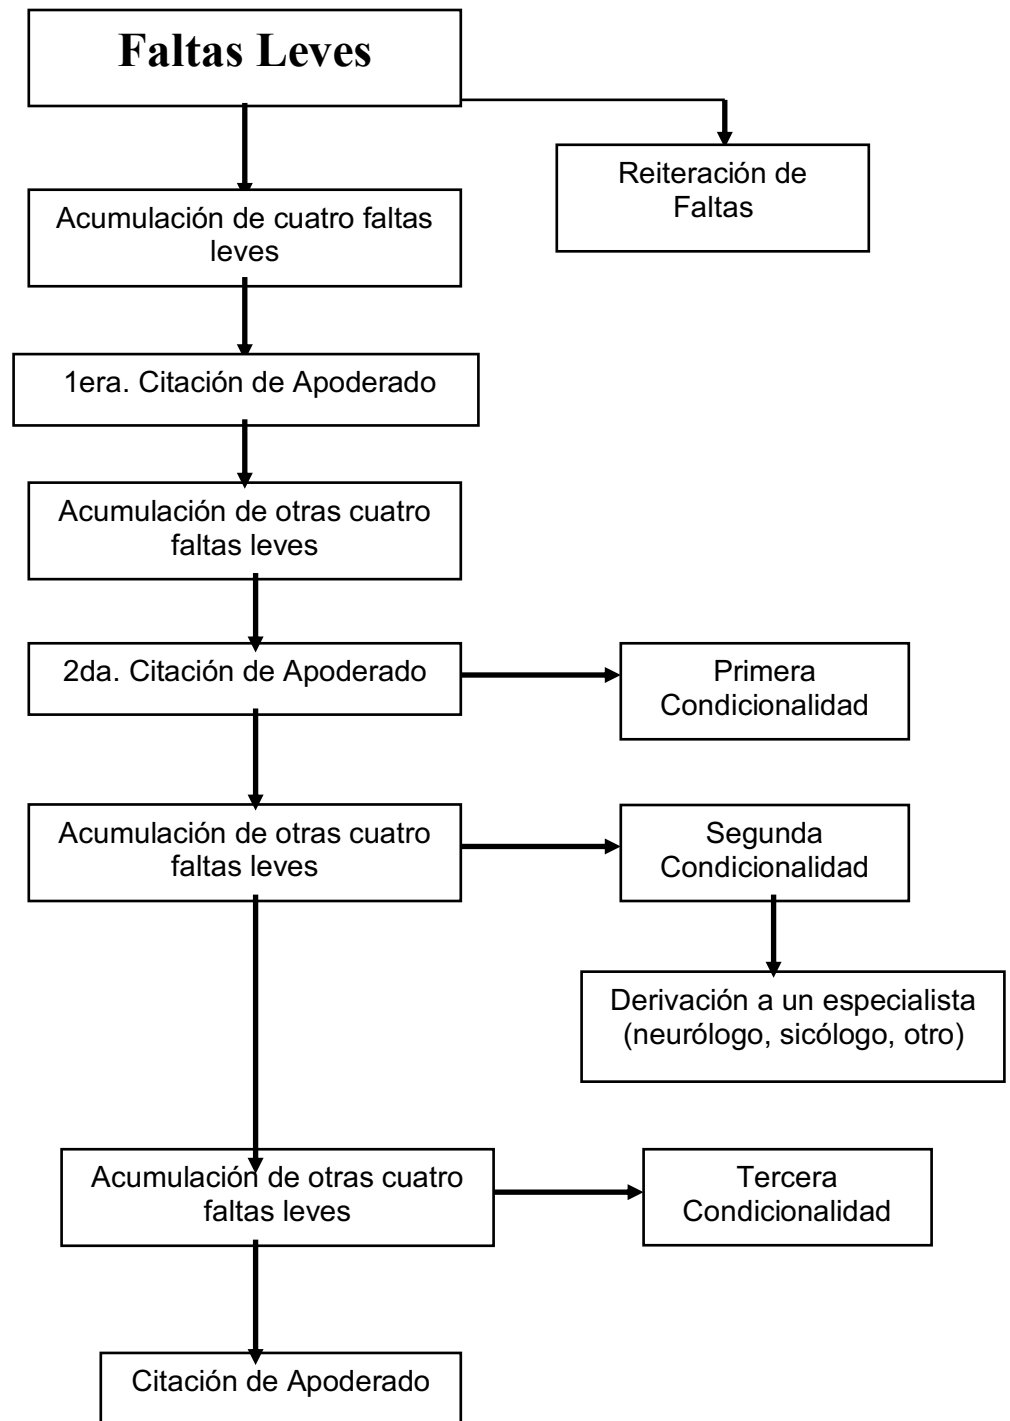 Faltas Leves
Reiteración de
Faltas
Acumulación de cuatro faltas
leves
1era. Citación de Apoderado
Acumulación de otras cuatro
faltas leves
2da. Citación de Apoderado
Primera
Condicionalidad
Acumulación de otras cuatro
faltas leves
Segunda
Condicionalidad
Derivación a un especialista
(neurólogo, sicólogo, otro)
Acumulación de otras cuatro
faltas leves
Tercera
Condicionalidad
Citación de Apoderado